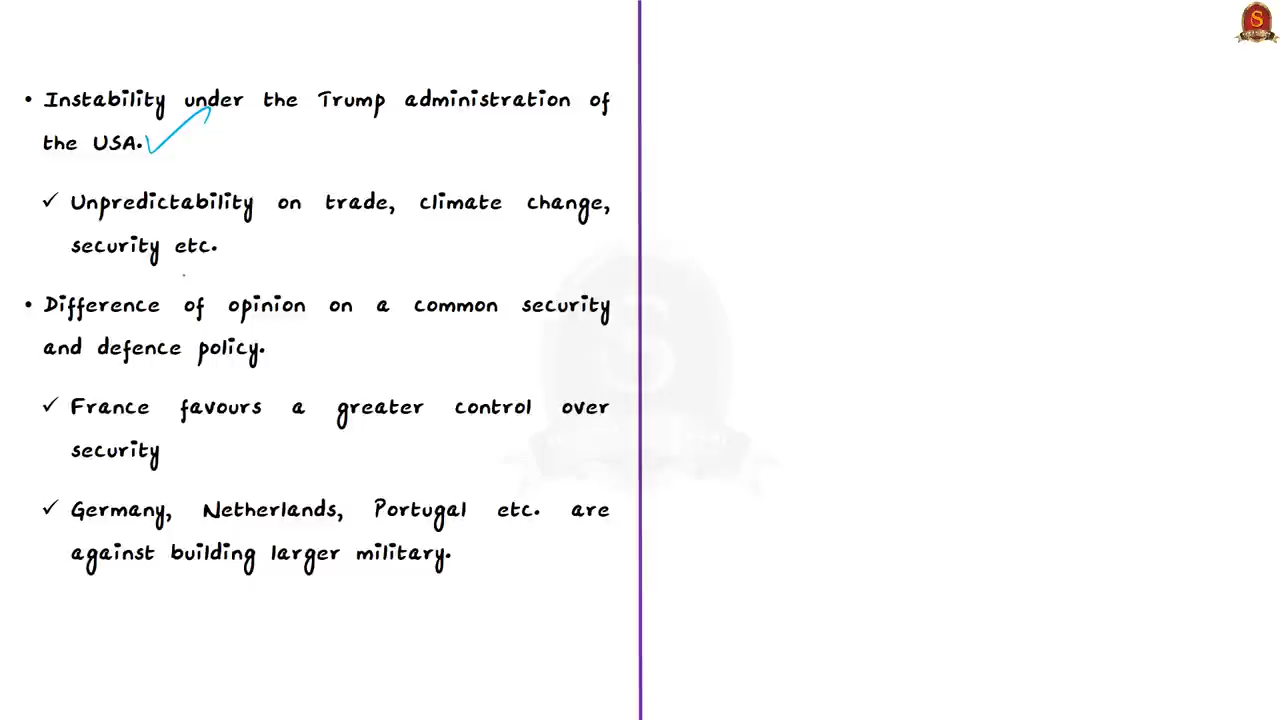 • Instability under the Trump administration of
the USA.
✓ Unpredictability on trade, climate change,
security etc.
• Difference of opinion on a common security
and defence policy.
✓ France favours a greater control over
security
✓ Germany, Netherlands, Portugal etc. are
against building larger military.
S